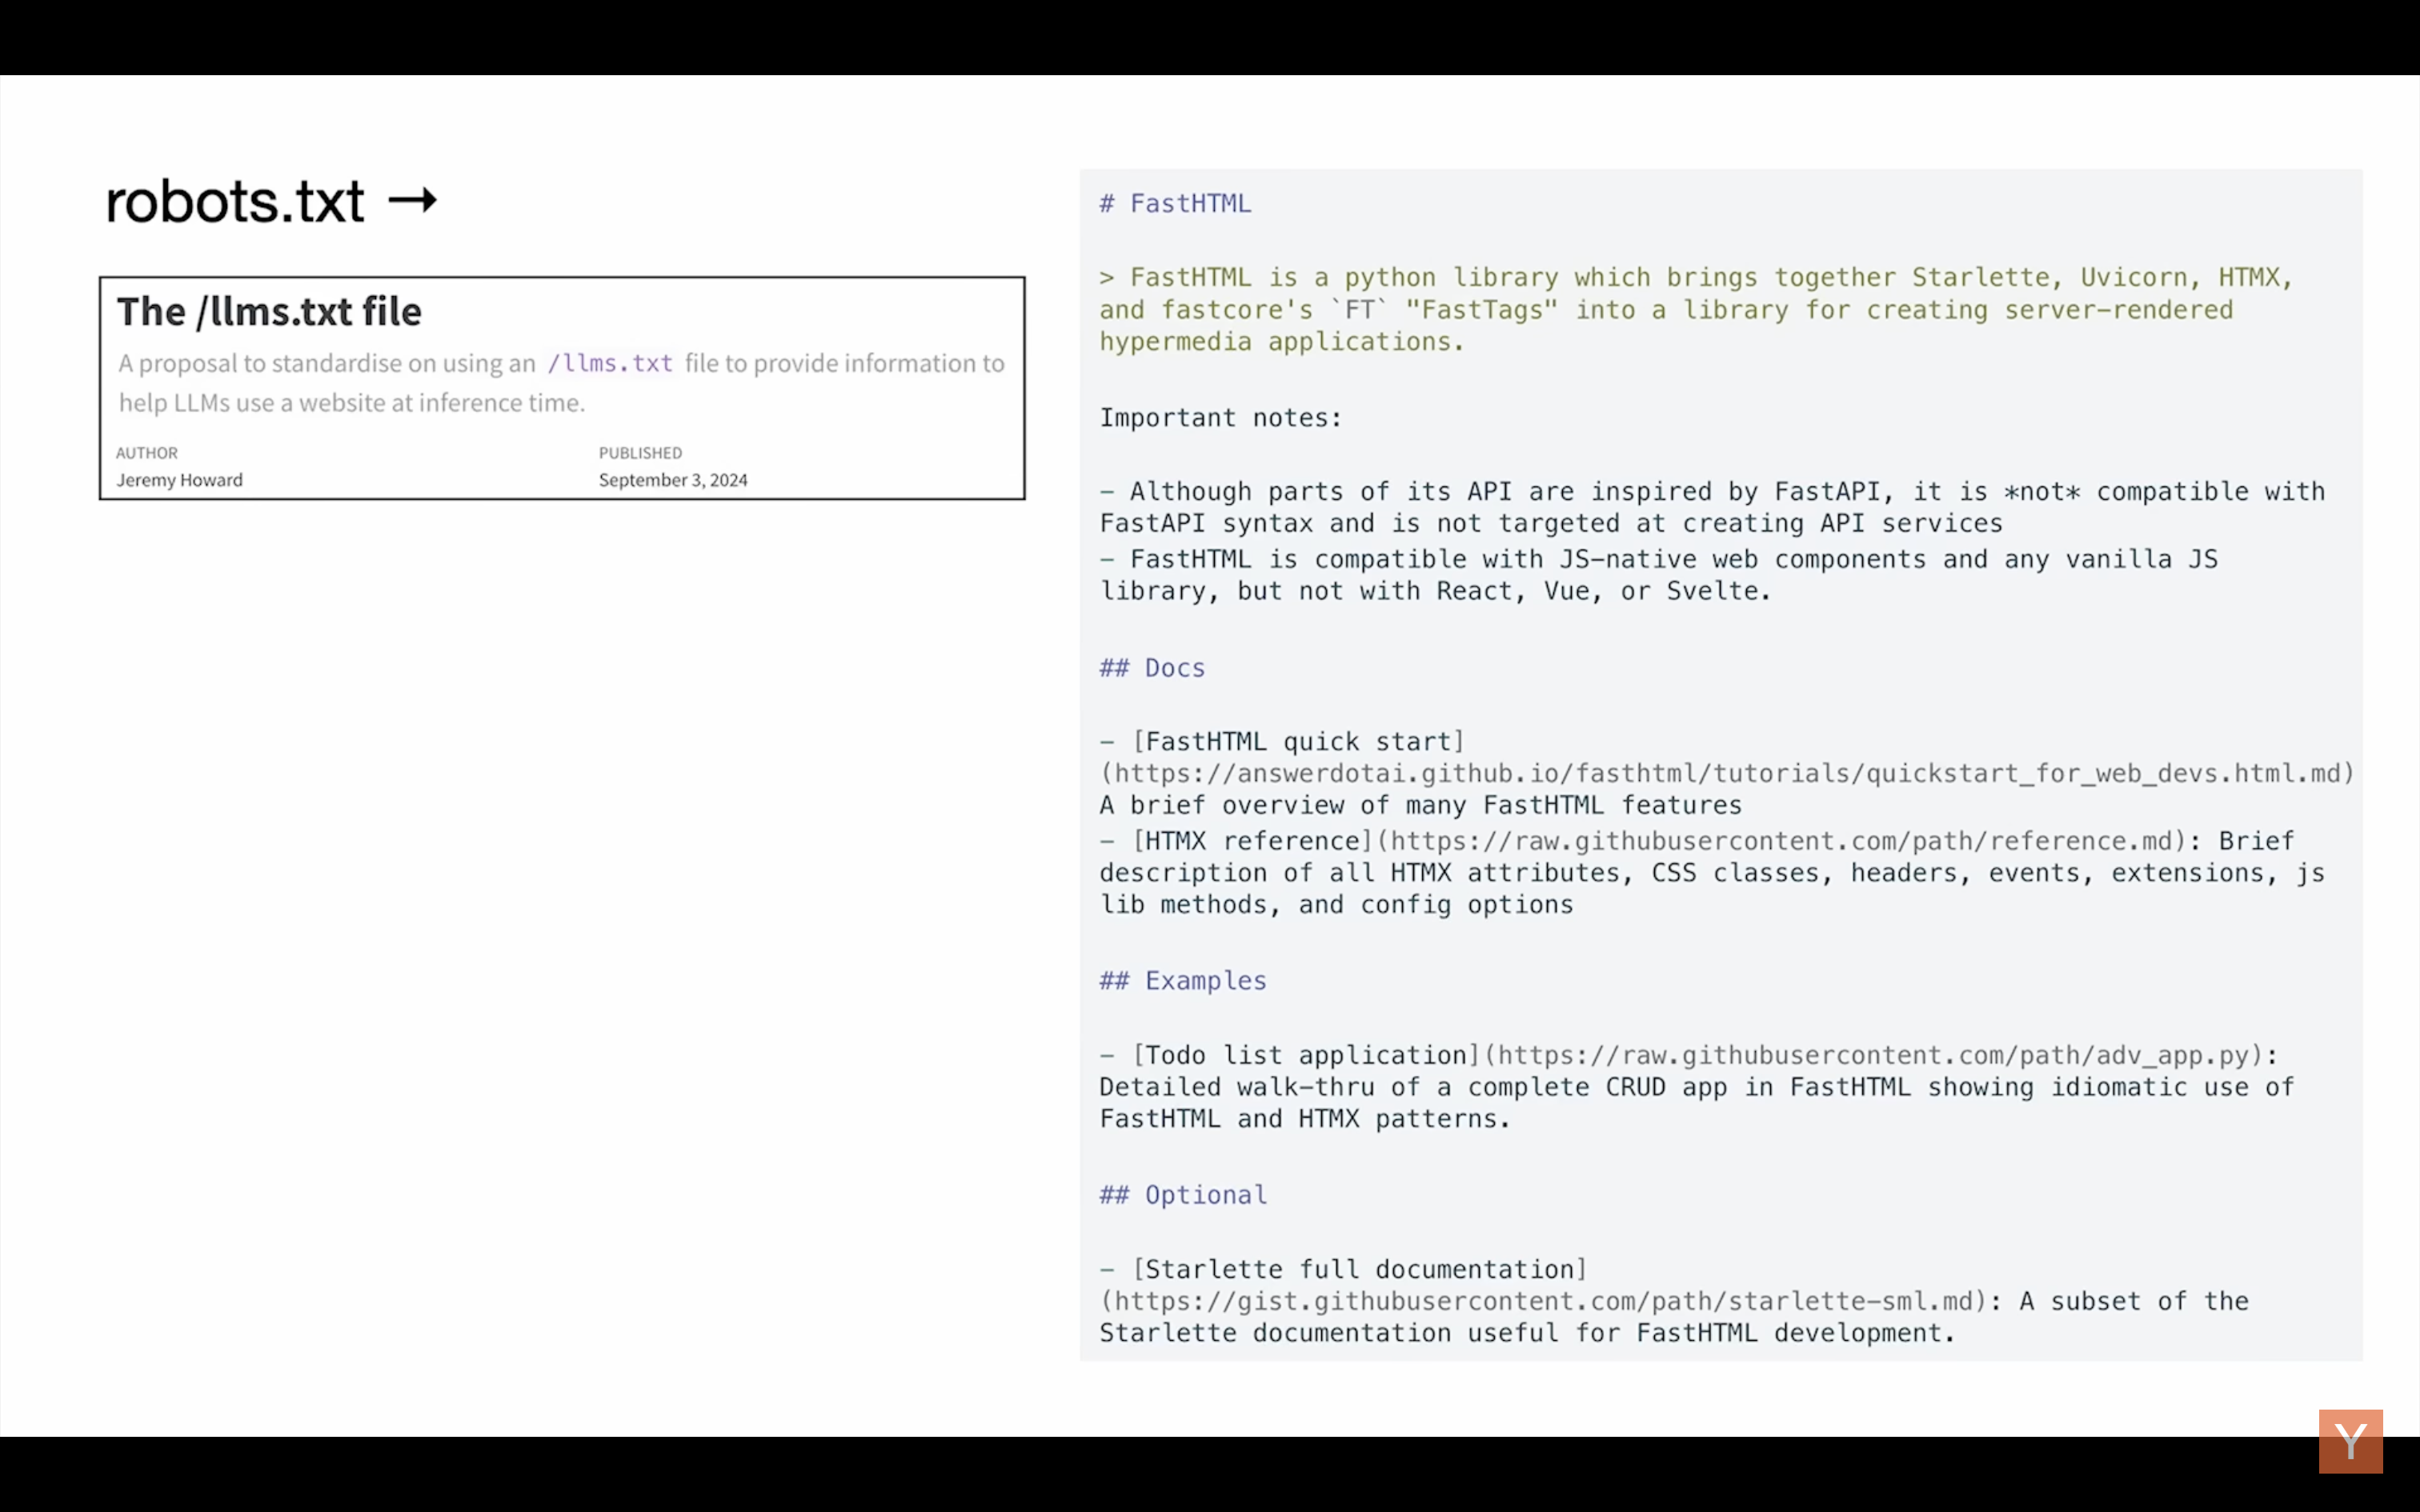 robots.txt →
The /llms.txt file
A proposal to standardise on using an /llms.txt file to provide information to
help LLMs use a website at inference time.
AUTHOR
Jeremy Howard
PUBLISHED
September 3, 2024
# FastHTML
> FastHTML is a python library which brings together Starlette, Uvicorn, HTMX,
and fastcore's `FT` "FastTags" into a library for creating server-rendered
hypermedia applications.
Important notes:
- Although parts of its API are inspired by FastAPI, it is *not* compatible with
FastAPI syntax and is not targeted at creating API services
- FastHTML is compatible with JS-native web components and any vanilla JS
library, but not with React, Vue, or Svelte.
## Docs
- [FastHTML quick start]
(https://answerdotai.github.io/fasthtml/tutorials/quickstart_for_web_devs.html.md)
A brief overview of many FastHTML features
- [HTMX reference](https://raw.githubusercontent.com/path/reference.md): Brief
description of all HTMX attributes, CSS classes, headers, events, extensions, js
lib methods, and config options
## Examples
- [Todo list application](https://raw.githubusercontent.com/path/adv_app.py):
Detailed walk-thru of a complete CRUD app in FastHTML showing idiomatic use of
FastHTML and HTMX patterns.
## Optional
- [Starlette full documentation]
(https://gist.githubusercontent.com/path/starlette-sml.md): A subset of the
Starlette documentation useful for FastHTML development.
Y